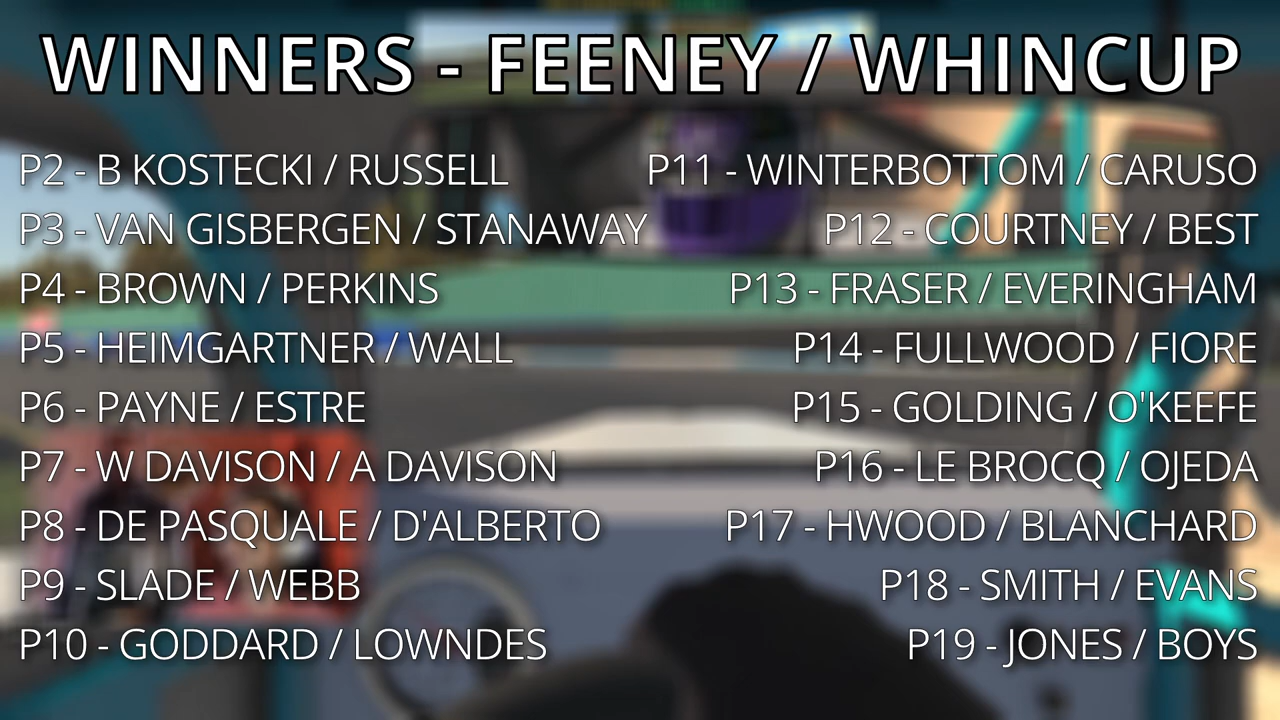 WINNERS - FEENEY / WHINCUP
P2 - B KOSTECKI / RUSSELL
P3 - VAN GISBERGEN / STANAWAY
P4 - BROWN / PERKINS
P5 - HEIMGARTNER / WALL
P6 - PAYNE / ESTRE
P7 - W DAVISON / A DAVISON
P8 - DE PASQUALE / D'ALBERTO
P9 - SLADE / WEBB
P10 - GODDARD / LOWNDES
P11 - WINTERBOTTOM / CARUSO
P12 - COURTNEY / BEST
P13 - FRASER / EVERINGHAM
P14 - FULLWOOD / FIORE
P15 - GOLDING / O'KEEFE
P16 - LE BROCQ / OJEDA
P17 - HWOOD / BLANCHARD
P18 - SMITH / EVANS
P19 - JONES / BOYS